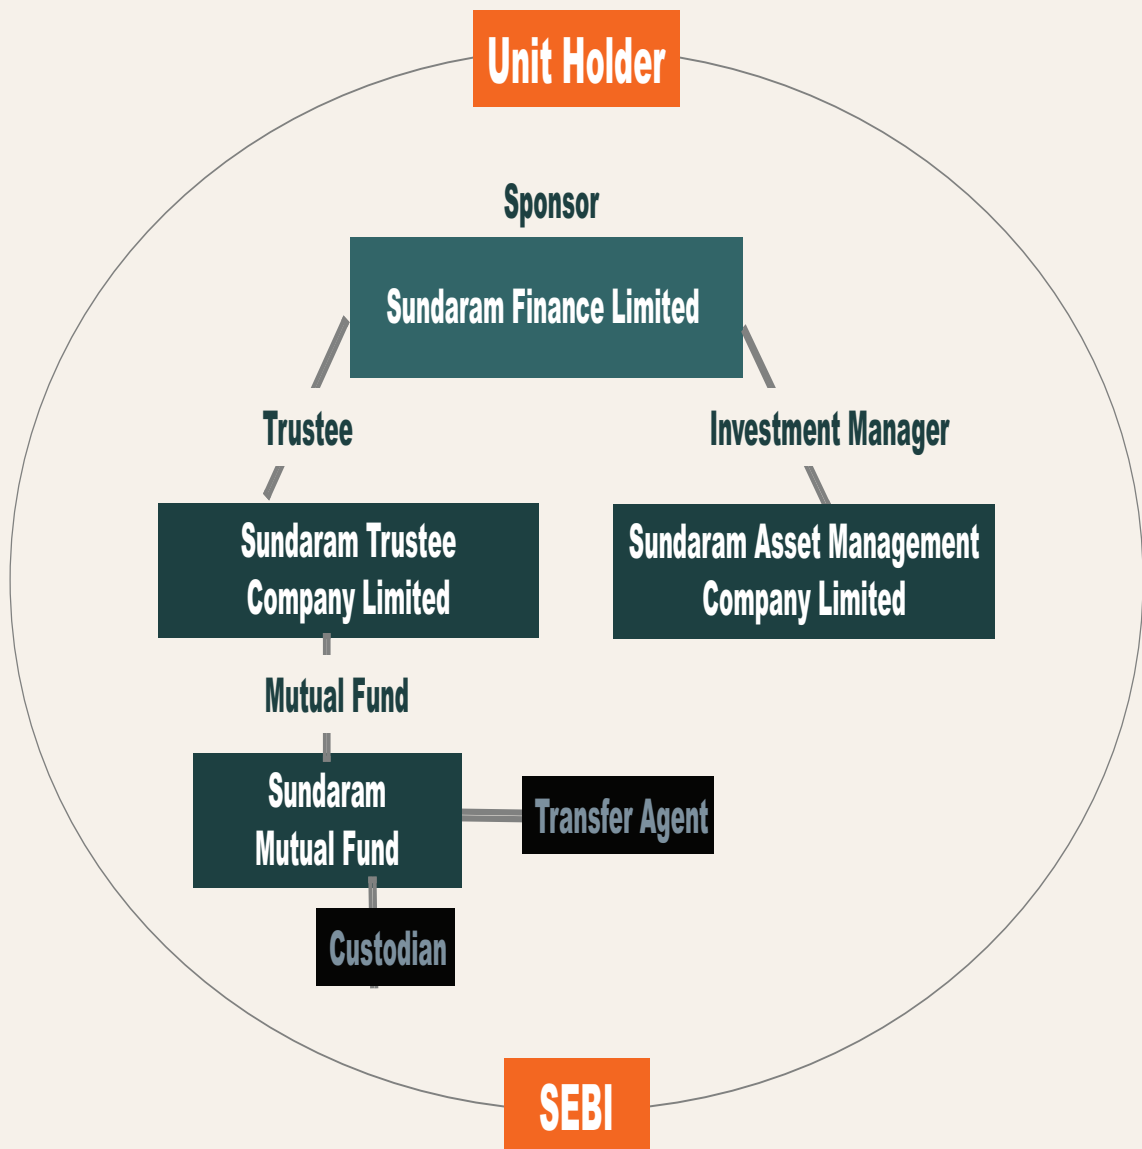 Unit Holder
Sponsor
Sundaram Finance Limited
Trustee
Investment Manager
Sundaram Trustee
Company Limited
Sundaram Asset Management
Company Limited
Mutual Fund
Sundaram
Mutual Fund
Transfer Agent
Custodian
SEBI